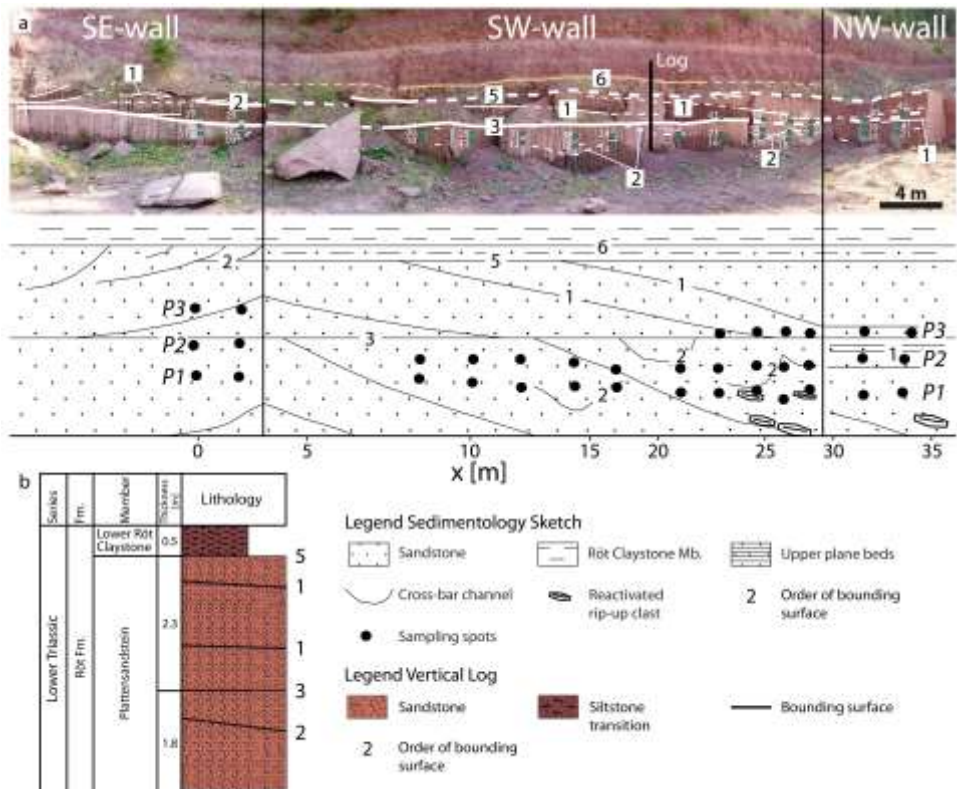 a
SE-wall SW-wall NW-wall
Log
1 6
5
2 1 1
3
2 2 1
4 m
6
2 5
1 1
P3 P3
3
P2 2 1 P2
2
P1 2 P1
0 5 10 15 20 25 30 35
x [m]
b
Series Fm. Member Thickness [m] Lithology
Lower Triassic
Röt Fm.
Lower Röt Claystone
Plattensandstein
0.5
2.3
1.8
5
1
1
3
2
Legend Sedimentology Sketch
Sandstone Röt Claystone Mb. Upper plane beds
Cross-bar channel Reactivated rip-up clast 2 Order of bounding surface
Sampling spots
Legend Vertical Log
Sandstone Siltstone transition Bounding surface
2 Order of bounding surface